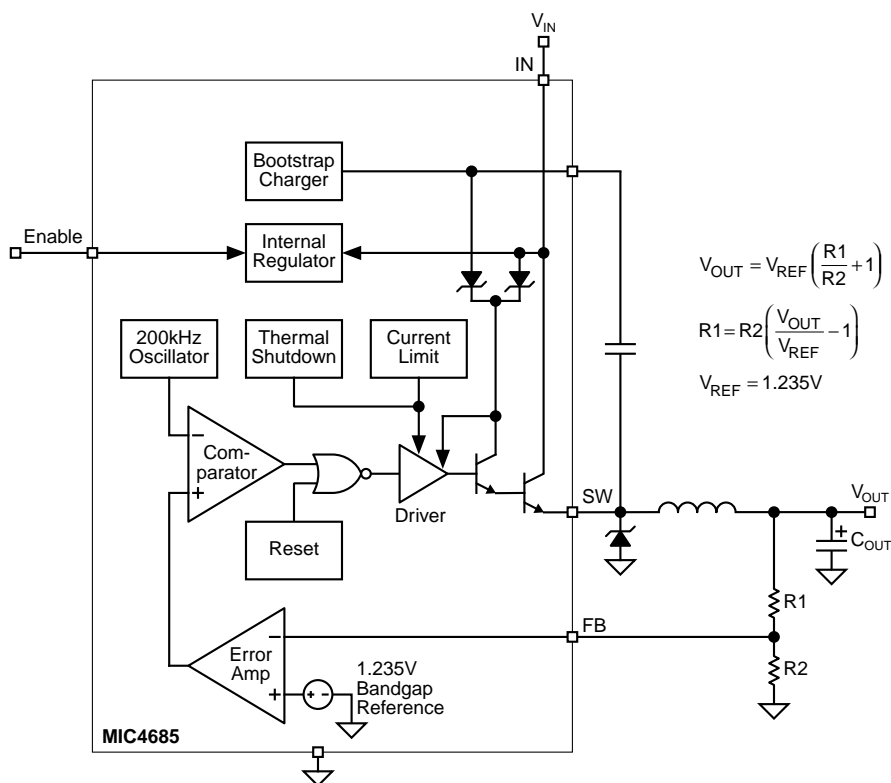 V_IN
IN
Bootstrap
Charger
Enable
Internal
Regulator
V_OUT = V_REF (R1/R2 + 1)
R1 = R2 (V_OUT/V_REF − 1)
V_REF = 1.235V
200kHz
Oscillator
Thermal
Shutdown
Current
Limit
−
Com-
parator
+
Driver
Reset
SW
V_OUT
+
C_OUT
R1
FB
R2
−
Error
Amp
+
+ -
1.235V
Bandgap
Reference
MIC4685